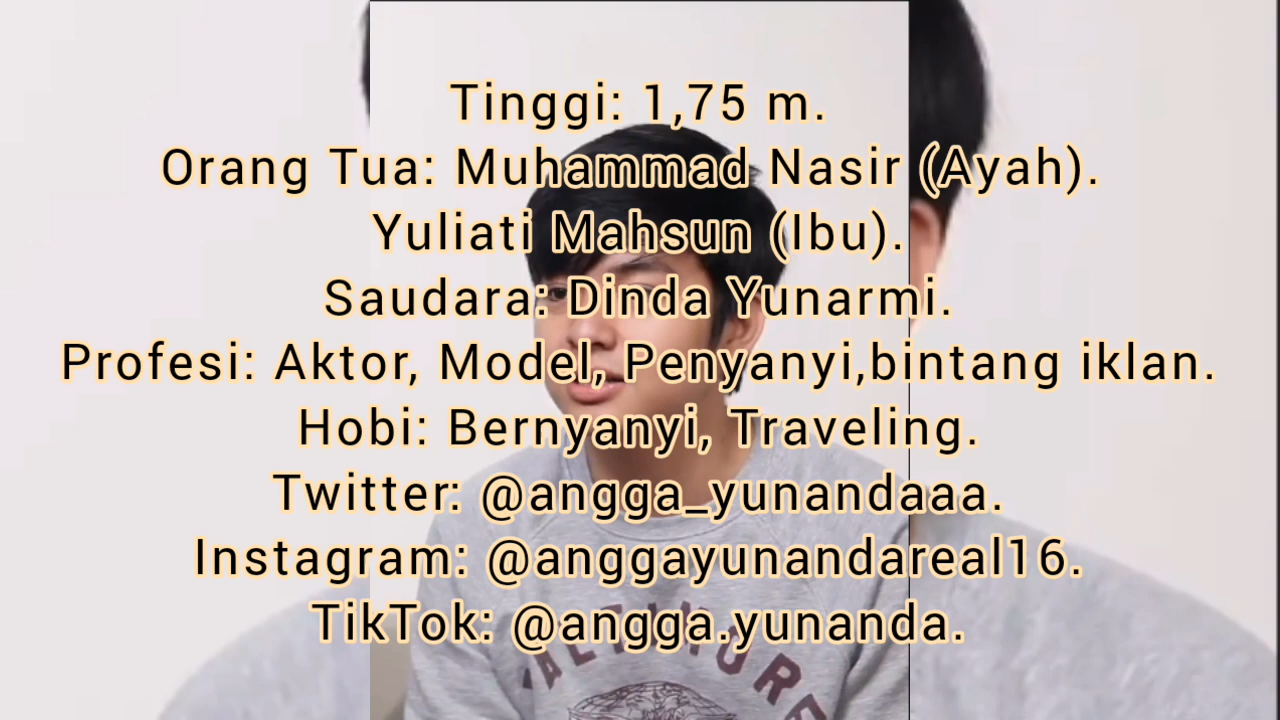 Tinggi: 1,75 m.
Orang Tua: Muhammad Nasir (Ayah).
Yuliati Mahsun (Ibu).
Saudara: Dinda Yunarmi.
Profesi: Aktor, Model, Penyanyi,bintang iklan.
Hobi: Bernyanyi, Traveling.
Twitter: @angga_yunandaaa.
Instagram: @anggayunandareal16.
TikTok: @angga.yunanda.